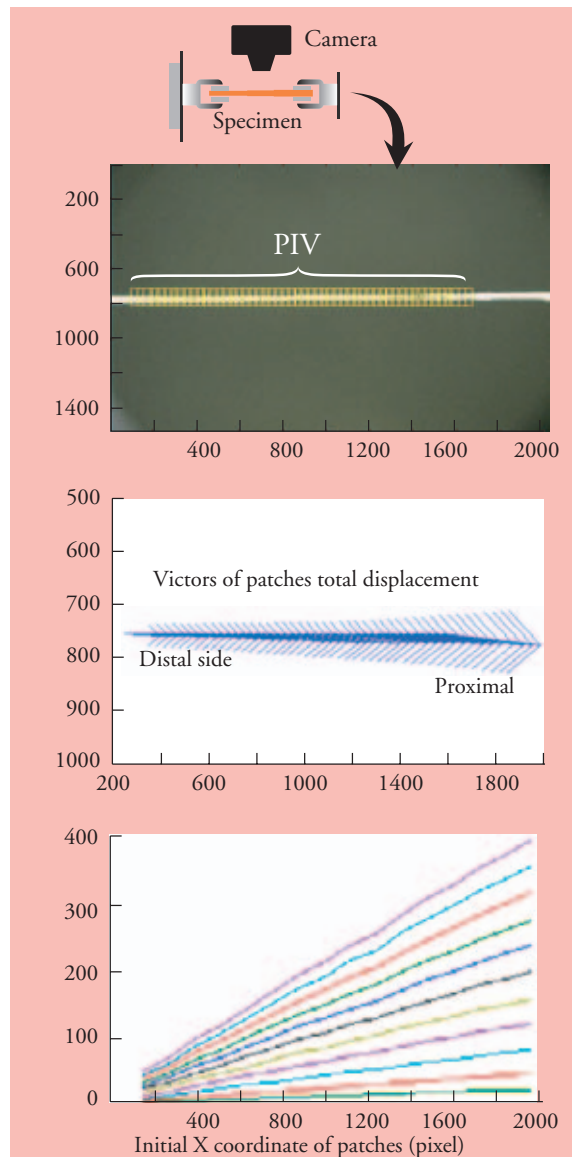 Camera
Specimen
200
PIV
600
1000
1400
400 800 1200 1600 2000
500
600
Victors of patches total displacement
700
800
Distal side
Proximal
900
1000
200 600 1000 1400 1800
400
300
200
100
0
400 800 1200 1600 2000
Initial X coordinate of patches (pixel)